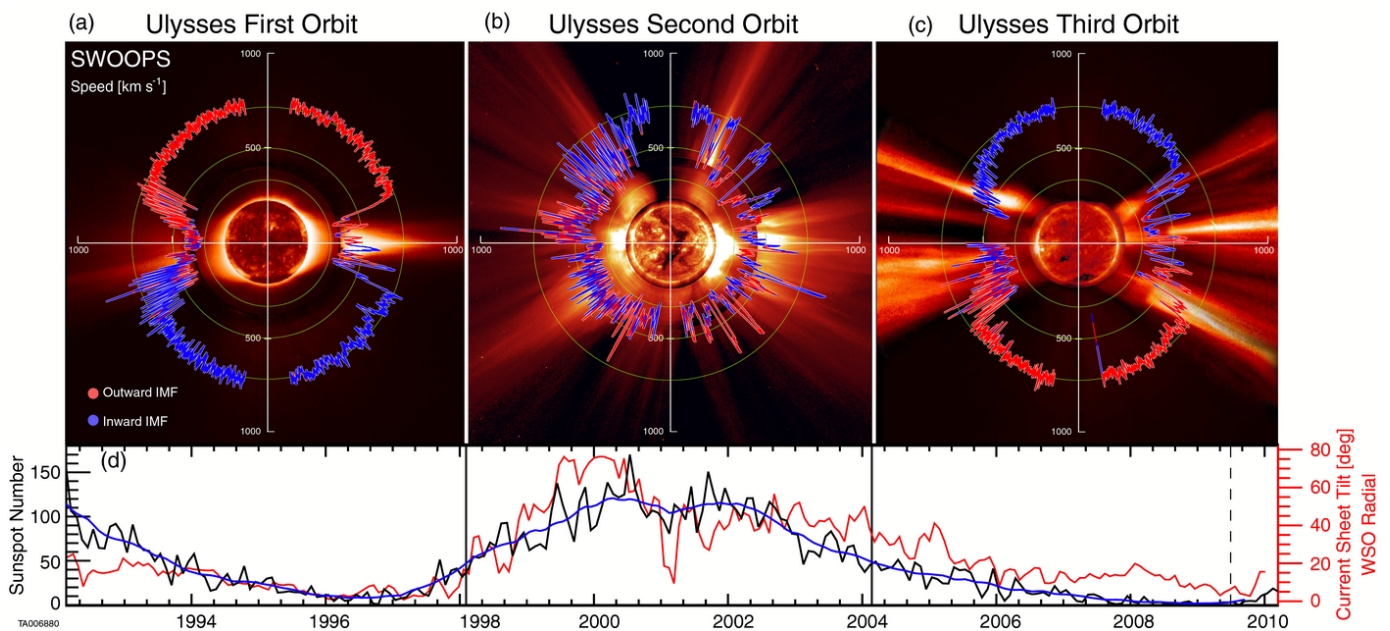 (a) Ulysses First Orbit
(b) Ulysses Second Orbit
(c) Ulysses Third Orbit
SWOOPS
Speed [km s-1]
1000
500
1000
1000
500
1000
1000
500
1000
1000
500
1000
1000
500
1000
1000
500
1000
Outward IMF
Inward IMF
(d)
Sunspot Number
150
100
50
0
80
60
40
20
0
Current Sheet Tilt [deg]
WSO Radial
1994 1996 1998 2000 2002 2004 2006 2008 2010
TA006880